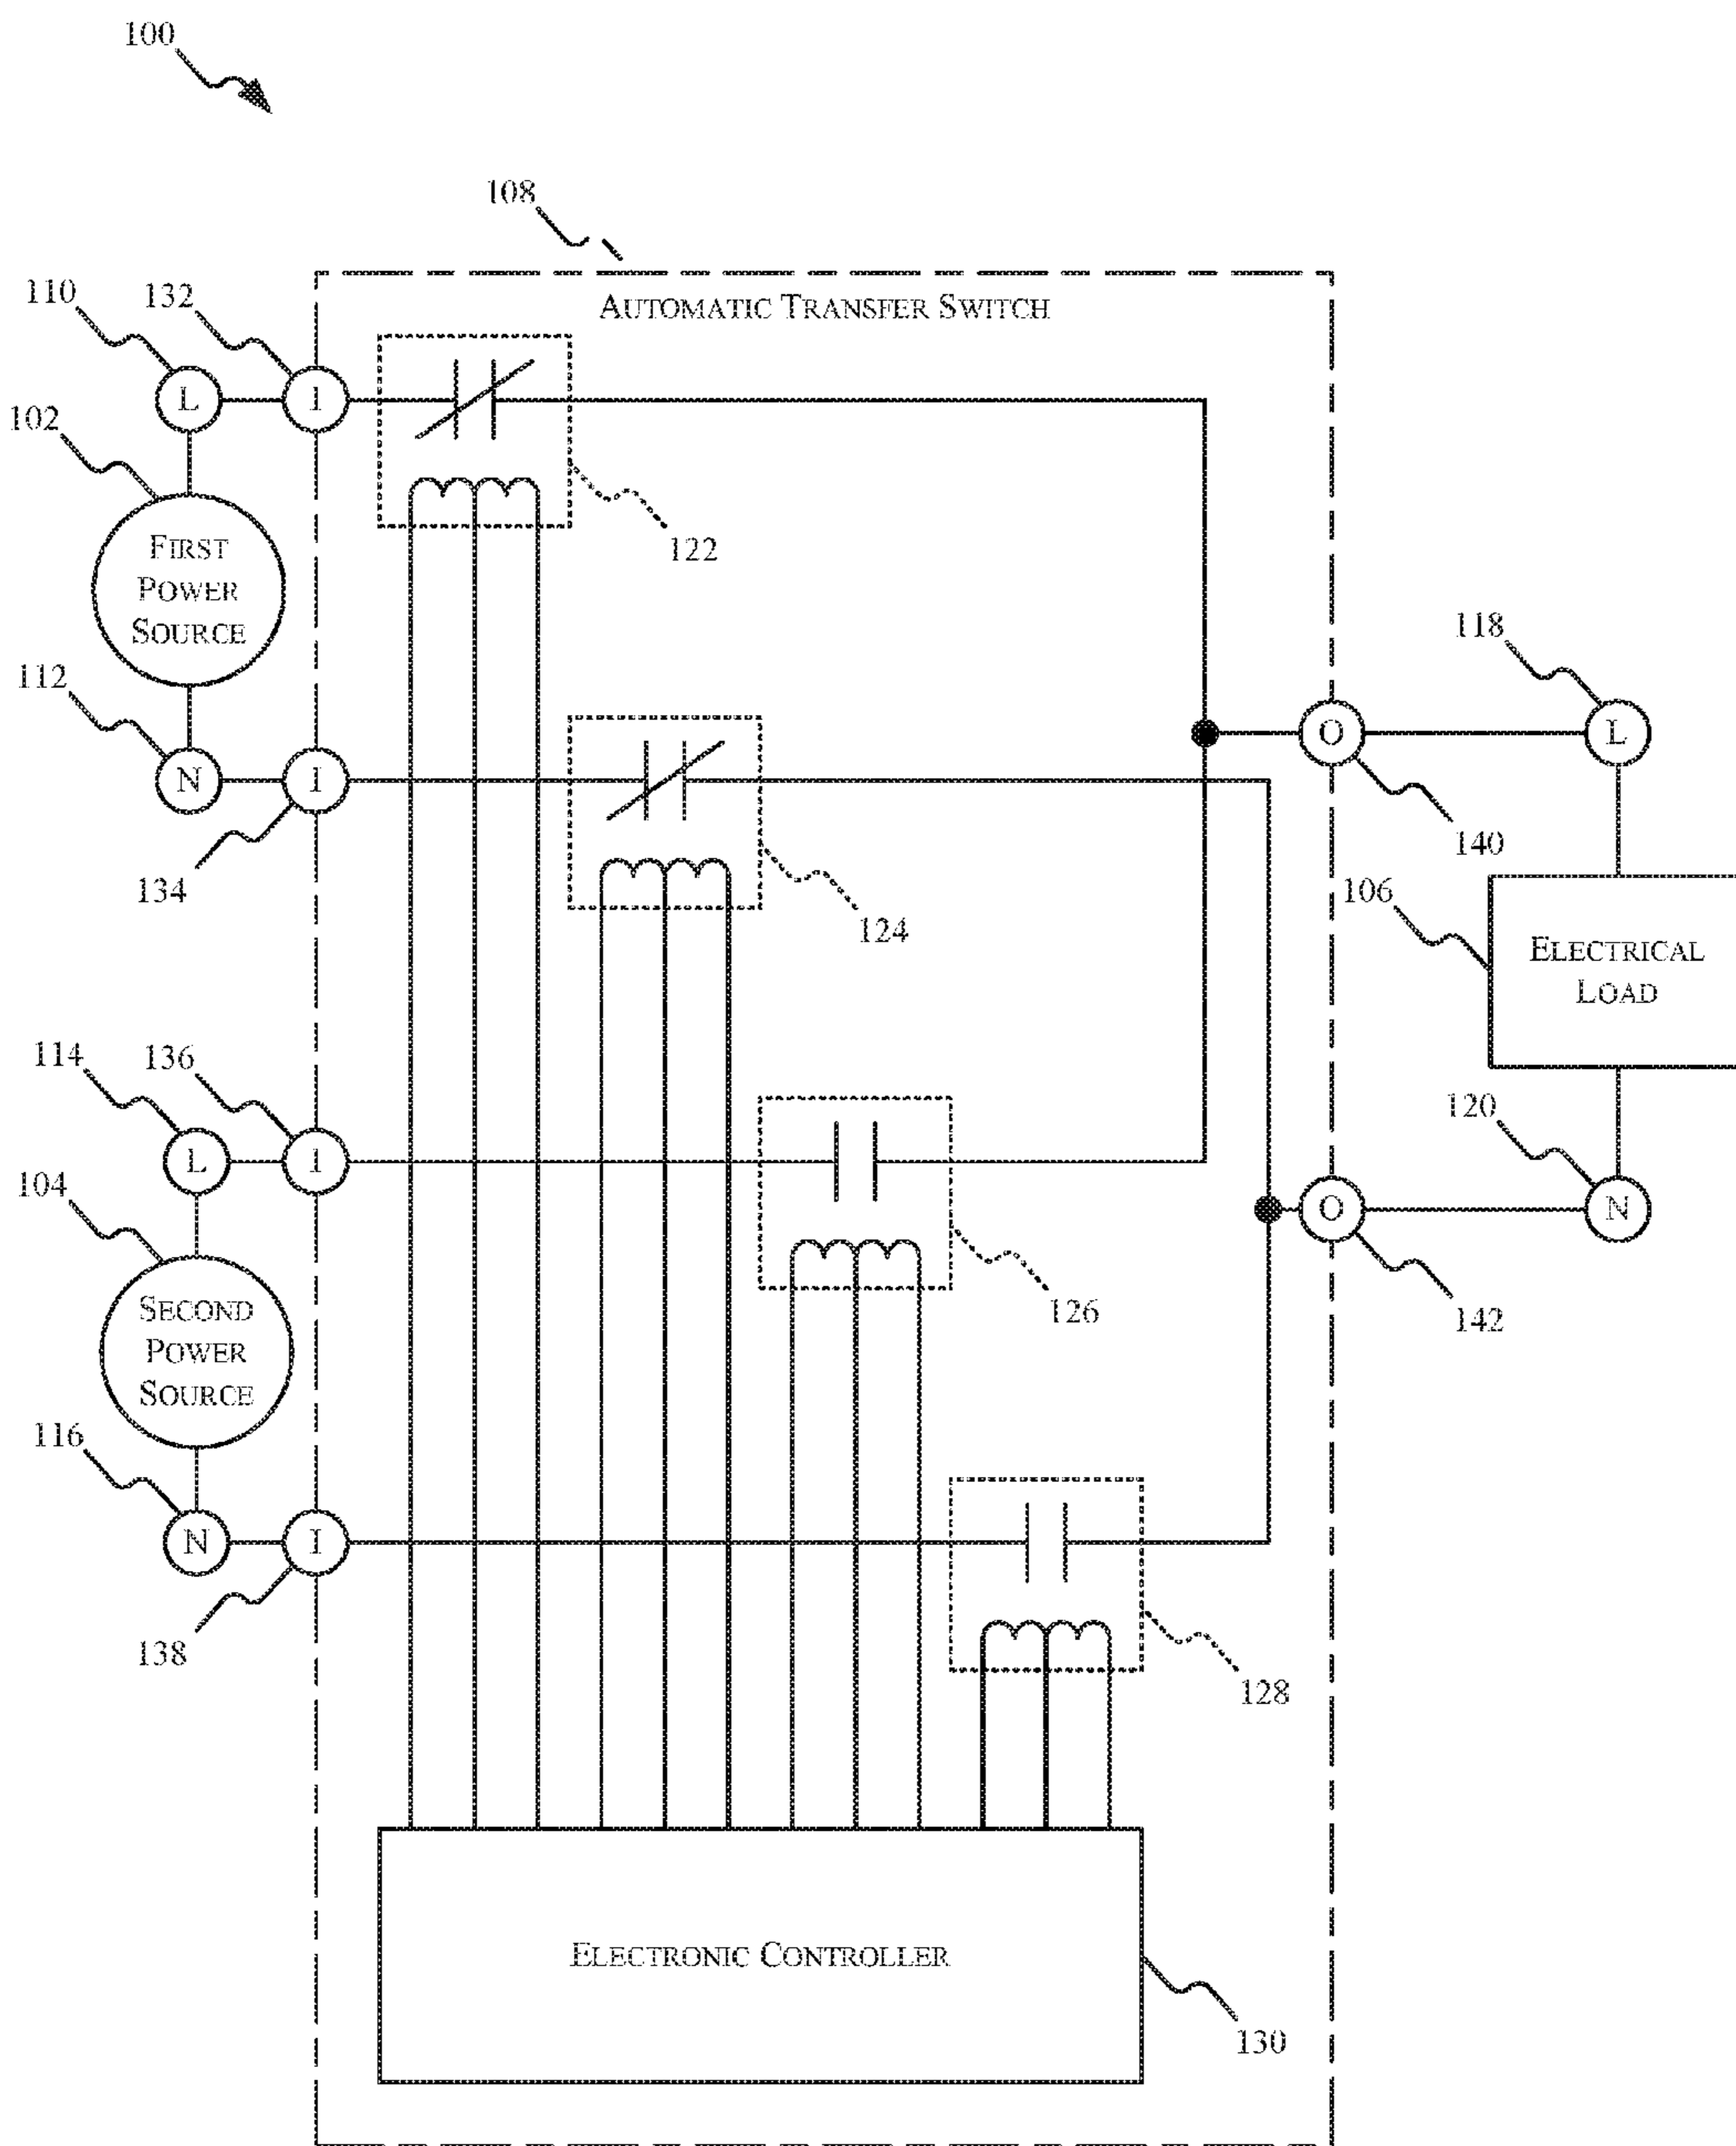 100
108
AUTOMATIC TRANSFER SWITCH
110
132
L
I
102
FIRST
POWER
SOURCE
122
112
N
I
134
124
118
O
L
140
106
ELECTRICAL
LOAD
114
136
L
I
104
SECOND
POWER
SOURCE
126
120
O
N
142
116
N
I
138
128
ELECTRONIC CONTROLLER
130